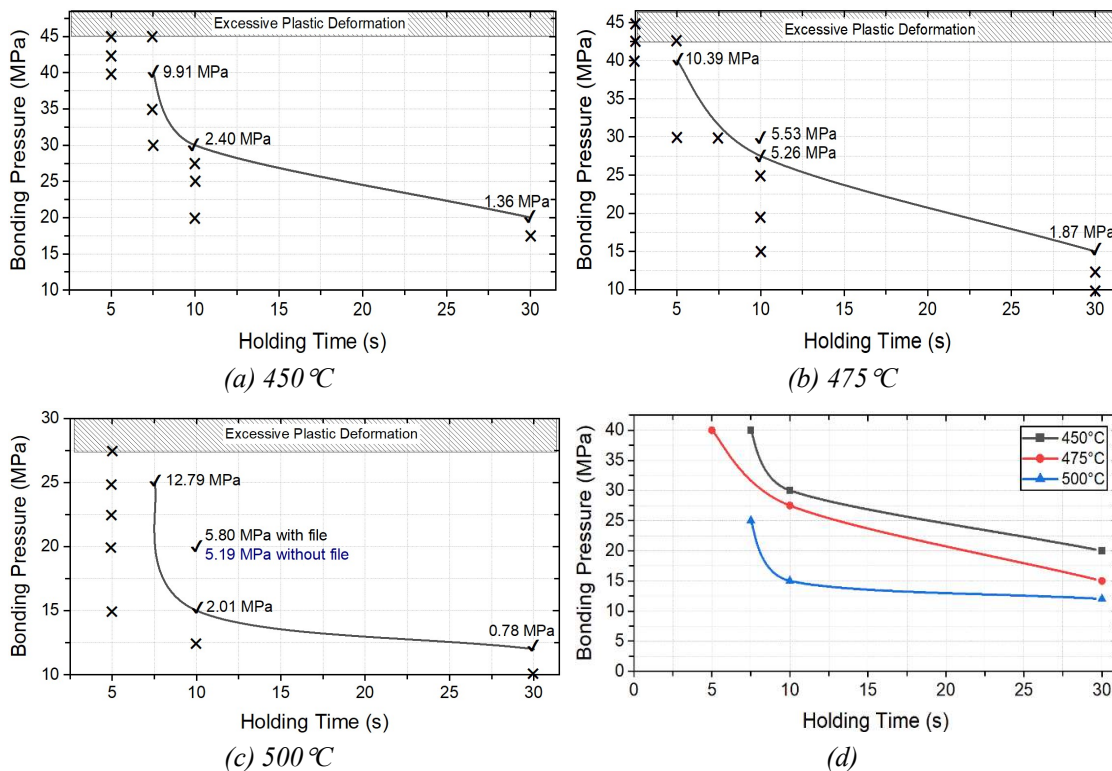 Excessive Plastic Deformation
Bonding Pressure (MPa)
45
40
35
30
25
20
15
10
9.91 MPa
2.40 MPa
1.36 MPa
5
10
15
20
25
30
Holding Time (s)
(a) 450℃
Excessive Plastic Deformation
Bonding Pressure (MPa)
45
40
35
30
25
20
15
10
10.39 MPa
5.53 MPa
5.26 MPa
1.87 MPa
5
10
15
20
25
30
Holding Time (s)
(b) 475℃
Excessive Plastic Deformation
Bonding Pressure (MPa)
30
25
20
15
10
12.79 MPa
5.80 MPa with file
5.19 MPa without file
2.01 MPa
0.78 MPa
5
10
15
20
25
30
Holding Time (s)
(c) 500℃
Bonding Pressure (MPa)
40
35
30
25
20
15
10
5
0
450°C
475°C
500°C
0
5
10
15
20
25
30
Holding Time (s)
(d)